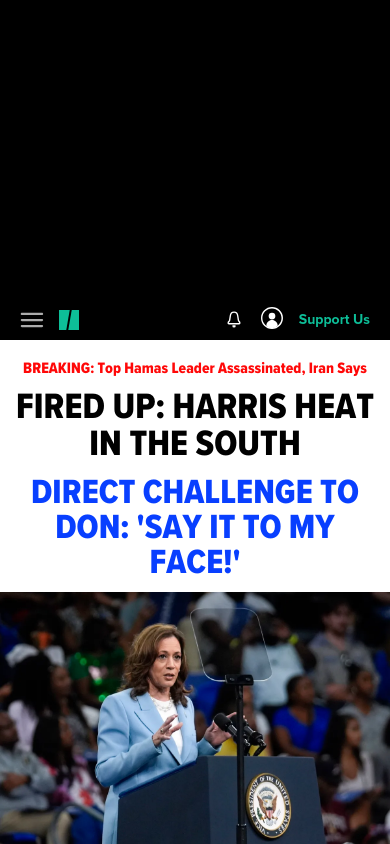 Support Us
BREAKING: Top Hamas Leader Assassinated, Iran Says
FIRED UP: HARRIS HEAT
IN THE SOUTH
DIRECT CHALLENGE TO
DON: 'SAY IT TO MY
FACE!'